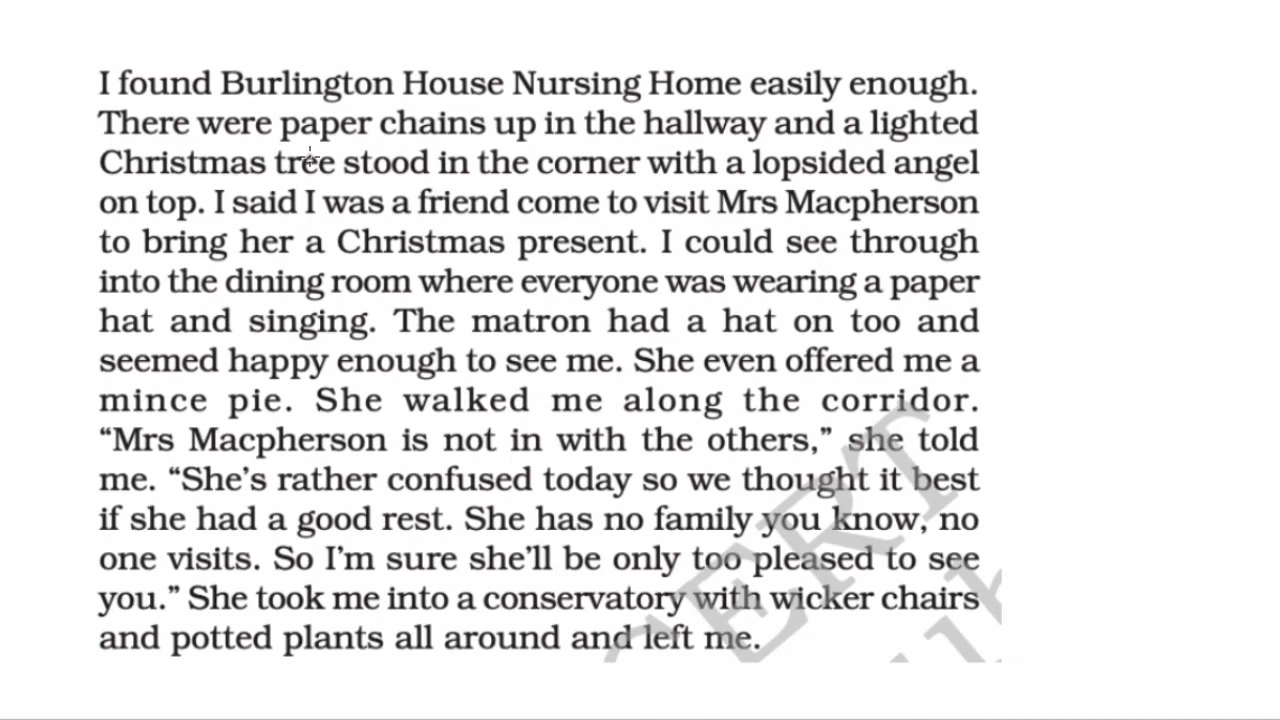 I found Burlington House Nursing Home easily enough.
There were paper chains up in the hallway and a lighted
Christmas tree stood in the corner with a lopsided angel
on top. I said I was a friend come to visit Mrs Macpherson
to bring her a Christmas present. I could see through
into the dining room where everyone was wearing a paper
hat and singing. The matron had a hat on too and
seemed happy enough to see me. She even offered me a
mince pie. She walked me along the corridor.
“Mrs Macpherson is not in with the others,” she told
me. “She’s rather confused today so we thought it best
if she had a good rest. She has no family you know, no
one visits. So I’m sure she’ll be only too pleased to see
you.” She took me into a conservatory with wicker chairs
and potted plants all around and left me.